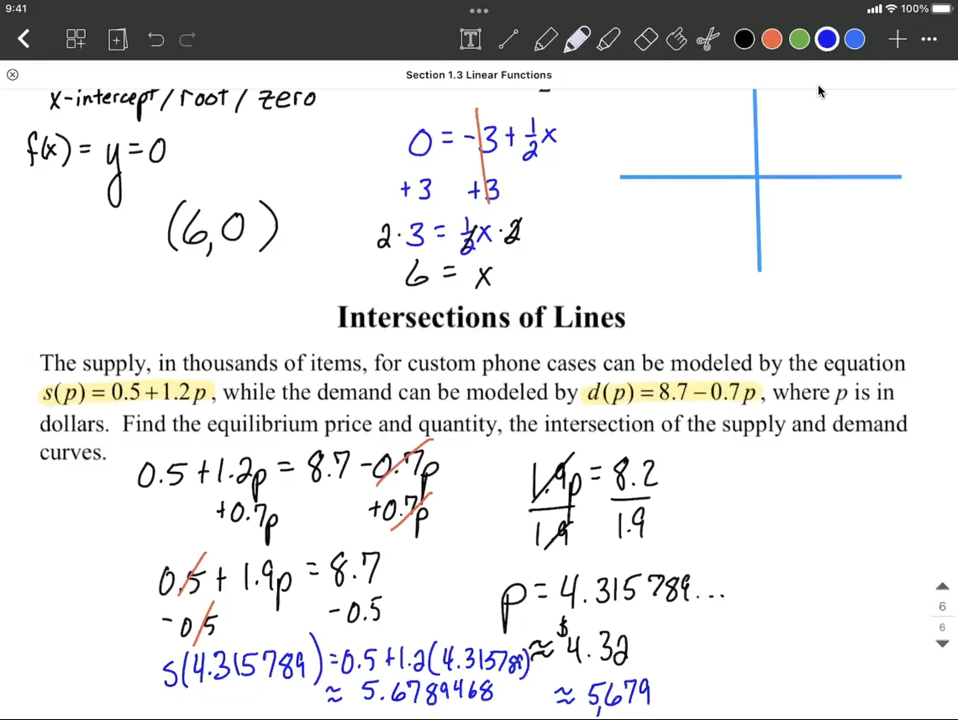 9:41
100%
Section 1.3 Linear Functions
x-intercept/root/zero
f(x) = y = 0
(6,0)
0 = -3 + 1/2 x
+3 +3
2·3 = 1/2 x·2
6 = x
Intersections of Lines
The supply, in thousands of items, for custom phone cases can be modeled by the equation
s(p) = 0.5+1.2p, while the demand can be modeled by d(p) = 8.7−0.7p, where p is in
dollars. Find the equilibrium price and quantity, the intersection of the supply and demand
curves.
0.5 + 1.2p = 8.7 - 0.7p
+0.7p +0.7p
0.5 + 1.9p = 8.7
-0.5 -0.5
1.9p = 8.2
1.9 1.9
p = 4.315789...
≈ $4.32
s(4.315789) = 0.5 + 1.2(4.315789)
≈ 5.6789468 ≈ 5,679
6
6